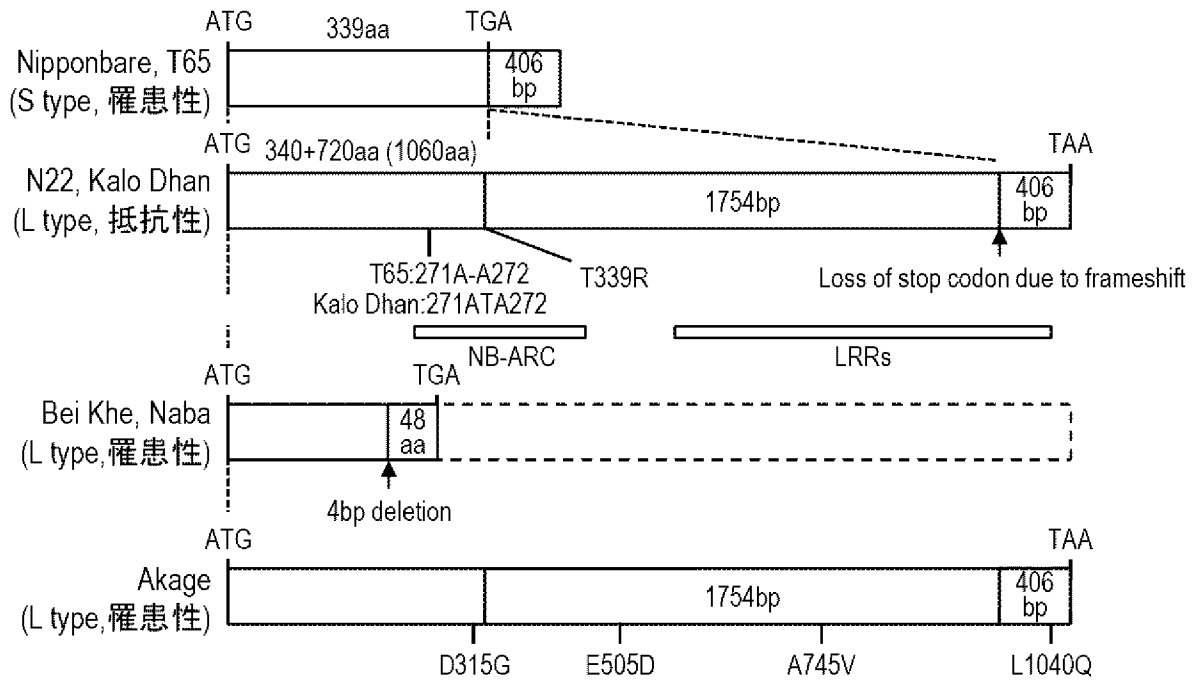 ATG
339aa
TGA
Nipponbare, T65
(S type, 罹患性)
406
bp
ATG
340+720aa (1060aa)
TAA
N22, Kalo Dhan
(L type, 抵抗性)
1754bp
406
bp
T65:271A-A272
Kalo Dhan:271ATA272
T339R
Loss of stop codon due to frameshift
NB-ARC
LRRs
ATG
TGA
Bei Khe, Naba
(L type,罹患性)
48
aa
4bp deletion
ATG
TAA
Akage
(L type,罹患性)
1754bp
406
bp
D315G
E505D
A745V
L1040Q